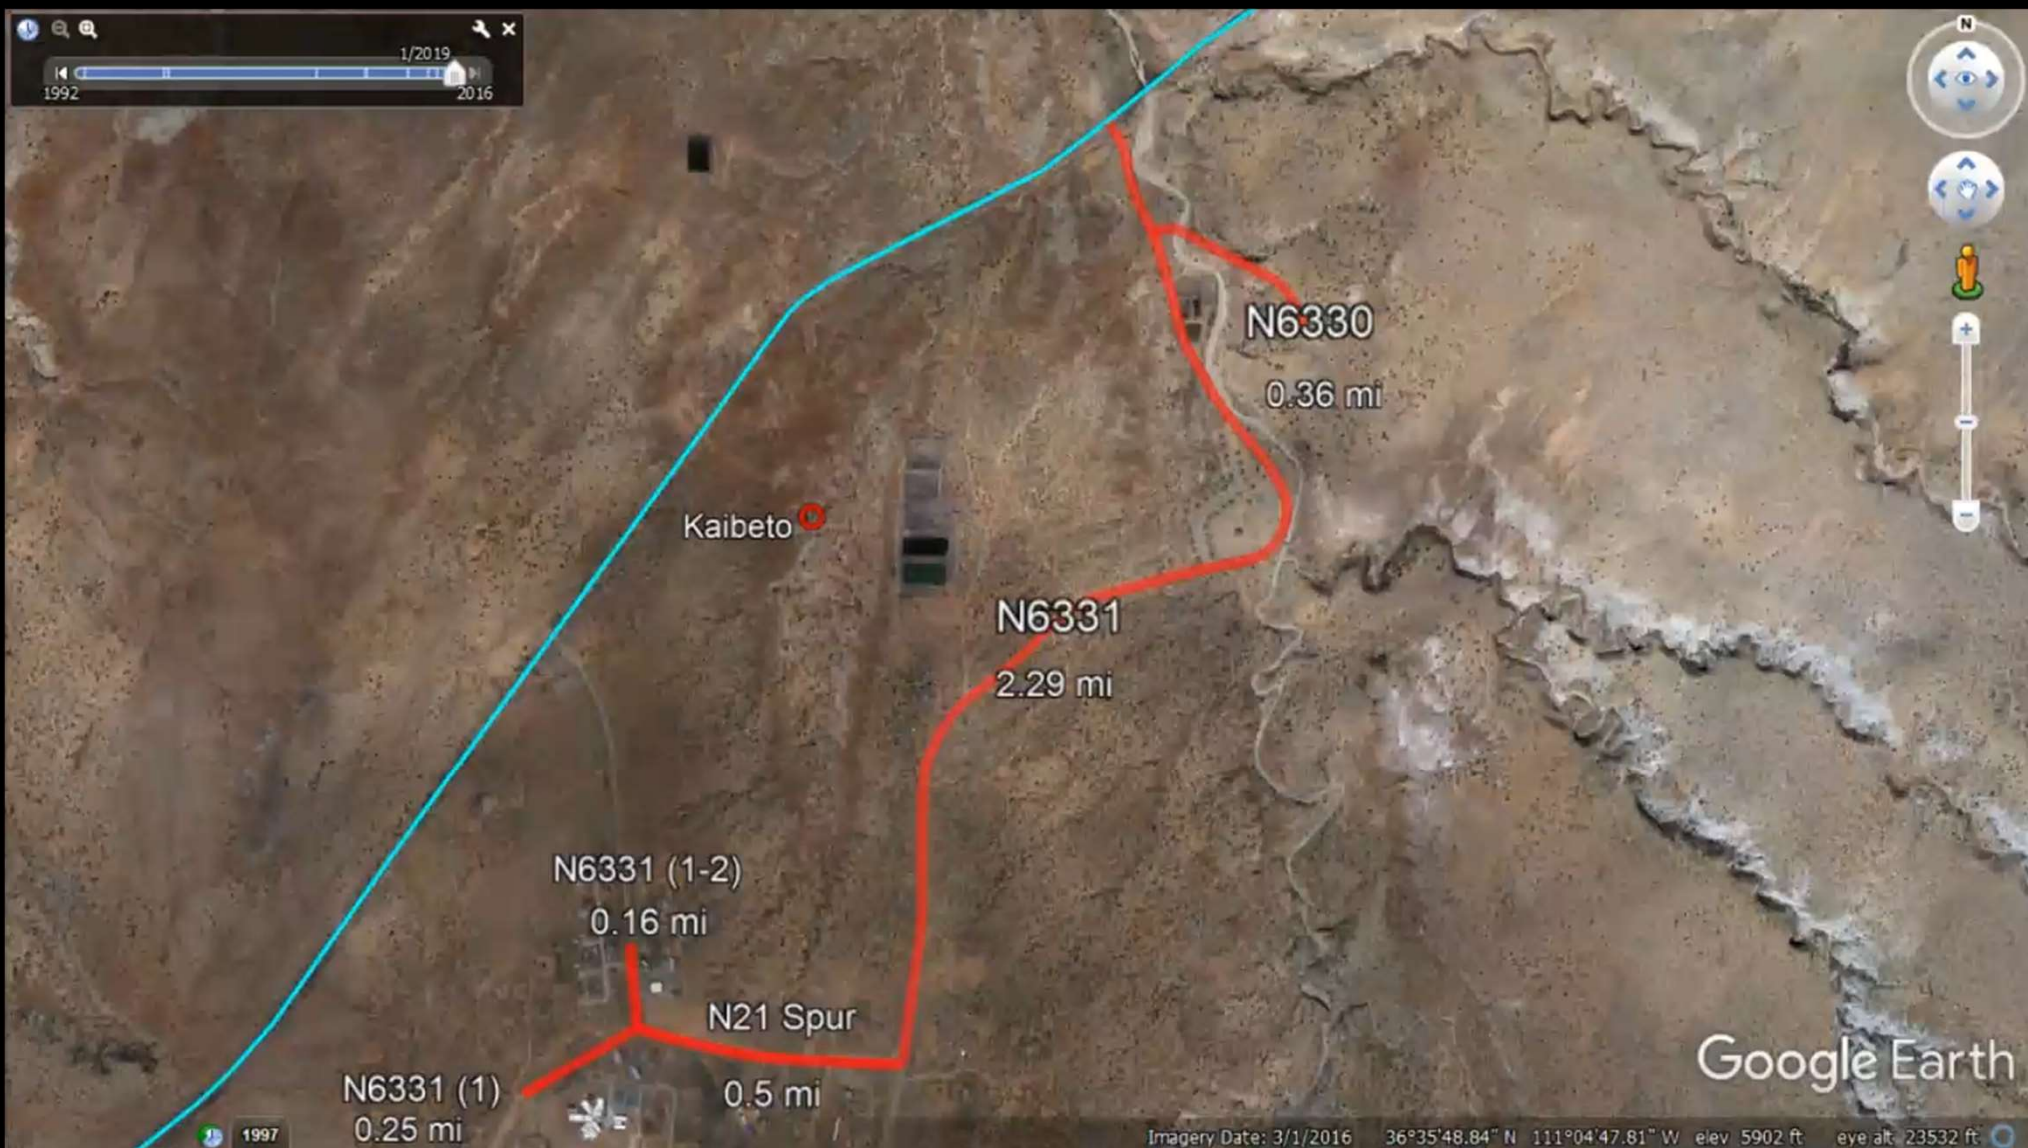 1/2019
1992
2016
N
N6330
0.36 mi
Kaibeto
N6331
2.29 mi
N6331 (1-2)
0.16 mi
N21 Spur
0.5 mi
N6331 (1)
0.25 mi
Google Earth
1997
Imagery Date: 3/1/2016 36°35'48.84" N 111°04'47.81" W elev 5902 ft eye alt 23532 ft